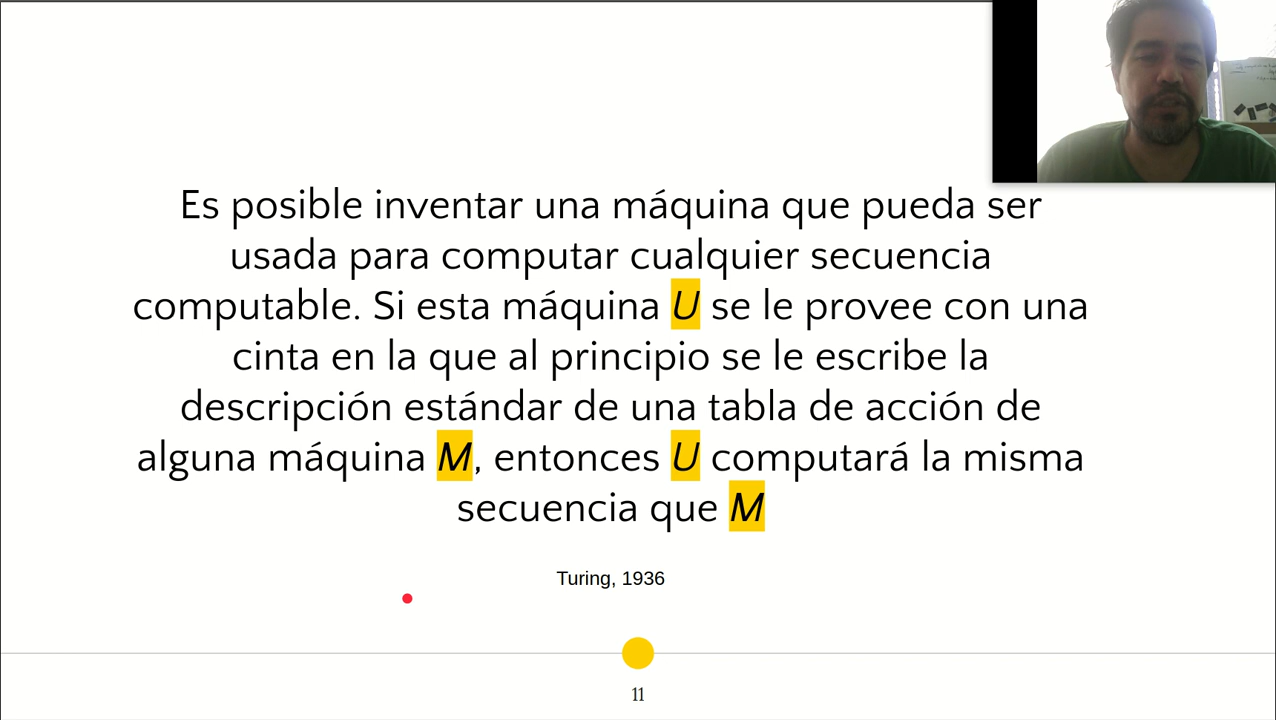 Es posible inventar una máquina que pueda ser
usada para computar cualquier secuencia
computable. Si esta máquina U se le provee con una
cinta en la que al principio se le escribe la
descripción estándar de una tabla de acción de
alguna máquina M, entonces U computará la misma
secuencia que M
Turing, 1936
11